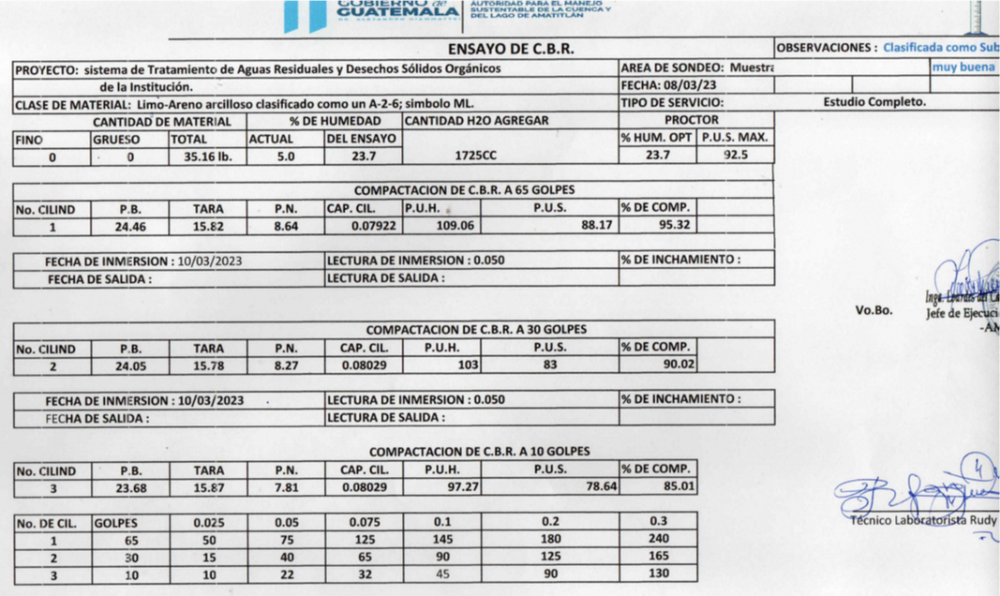 GOBIERNO de
GUATEMALA
DE ALEJANDRO GIAMMATTEI
AUTORIDAD PARA EL MANEJO
SUSTENTABLE DE LA CUENCA Y
DEL LAGO DE AMATITLÁN
ENSAYO DE C.B.R.
OBSERVACIONES : Clasificada como Sub
muy buena
PROYECTO: sistema de Tratamiento de Aguas Residuales y Desechos Sólidos Orgánicos
de la Institución.
AREA DE SONDEO: Muestra
FECHA: 08/03/23
CLASE DE MATERIAL: Limo-Areno arcilloso clasificado como un A-2-6; simbolo ML.
TIPO DE SERVICIO: Estudio Completo.
CANTIDAD DE MATERIAL % DE HUMEDAD CANTIDAD H2O AGREGAR PROCTOR
FINO GRUESO TOTAL ACTUAL DEL ENSAYO % HUM. OPT P.U.S. MAX.
0 0 35.16 lb. 5.0 23.7 1725CC 23.7 92.5
COMPACTACION DE C.B.R. A 65 GOLPES
No. CILIND P.B. TARA P.N. CAP. CIL. P.U.H. P.U.S. % DE COMP.
1 24.46 15.82 8.64 0.07922 109.06 88.17 95.32
FECHA DE INMERSION : 10/03/2023 LECTURA DE INMERSION : 0.050 % DE INCHAMIENTO :
FECHA DE SALIDA : LECTURA DE SALIDA :
Inga.
Vo.Bo. Jefe de Ejecuci
-AM
COMPACTACION DE C.B.R. A 30 GOLPES
No. CILIND P.B. TARA P.N. CAP. CIL. P.U.H. P.U.S. % DE COMP.
2 24.05 15.78 8.27 0.08029 103 83 90.02
FECHA DE INMERSION : 10/03/2023 LECTURA DE INMERSION : 0.050 % DE INCHAMIENTO :
FECHA DE SALIDA : LECTURA DE SALIDA :
COMPACTACION DE C.B.R. A 10 GOLPES
No. CILIND P.B. TARA P.N. CAP. CIL. P.U.H. P.U.S. % DE COMP.
3 23.68 15.87 7.81 0.08029 97.27 78.64 85.01
No. DE CIL. GOLPES 0.025 0.05 0.075 0.1 0.2 0.3
1 65 50 75 125 145 180 240
2 30 15 40 65 90 125 165
3 10 10 22 32 45 90 130
Técnico Laboratorista Rudy